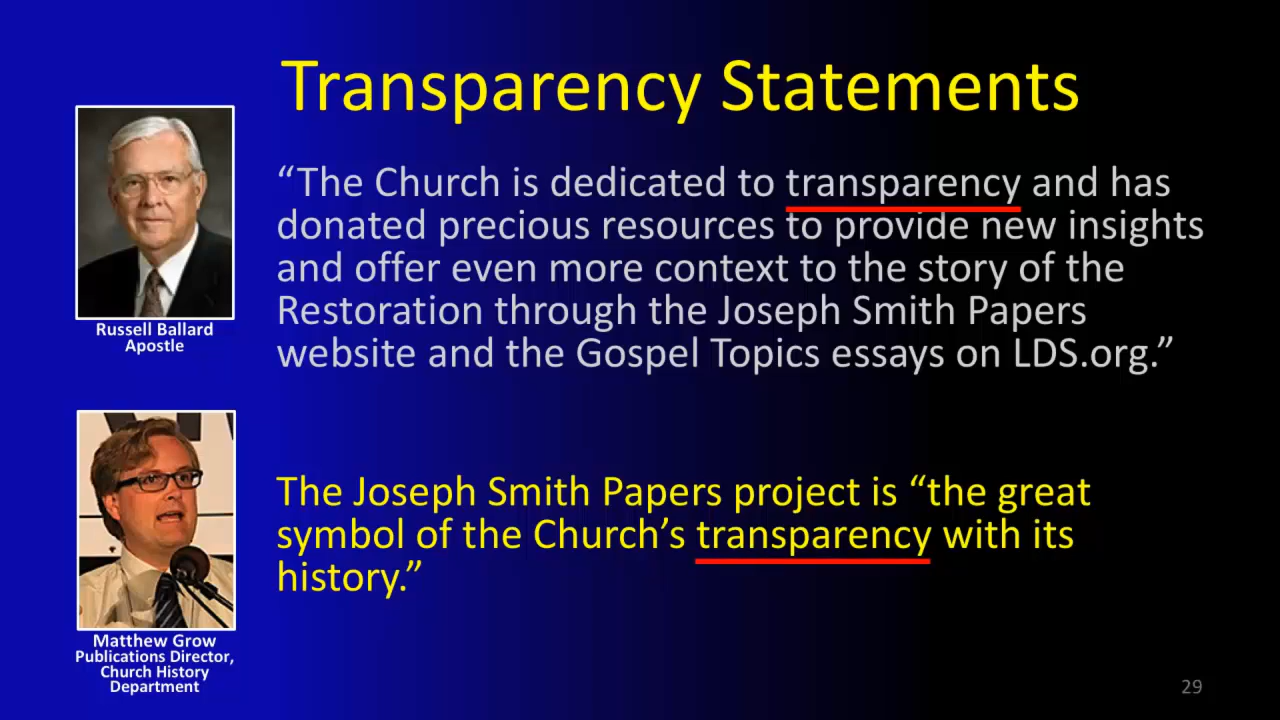 Transparency Statements
“The Church is dedicated to transparency and has
donated precious resources to provide new insights
and offer even more context to the story of the
Restoration through the Joseph Smith Papers
website and the Gospel Topics essays on LDS.org.”
Russell Ballard
Apostle
The Joseph Smith Papers project is “the great
symbol of the Church’s transparency with its
history.”
Matthew Grow
Publications Director,
Church History
Department
29